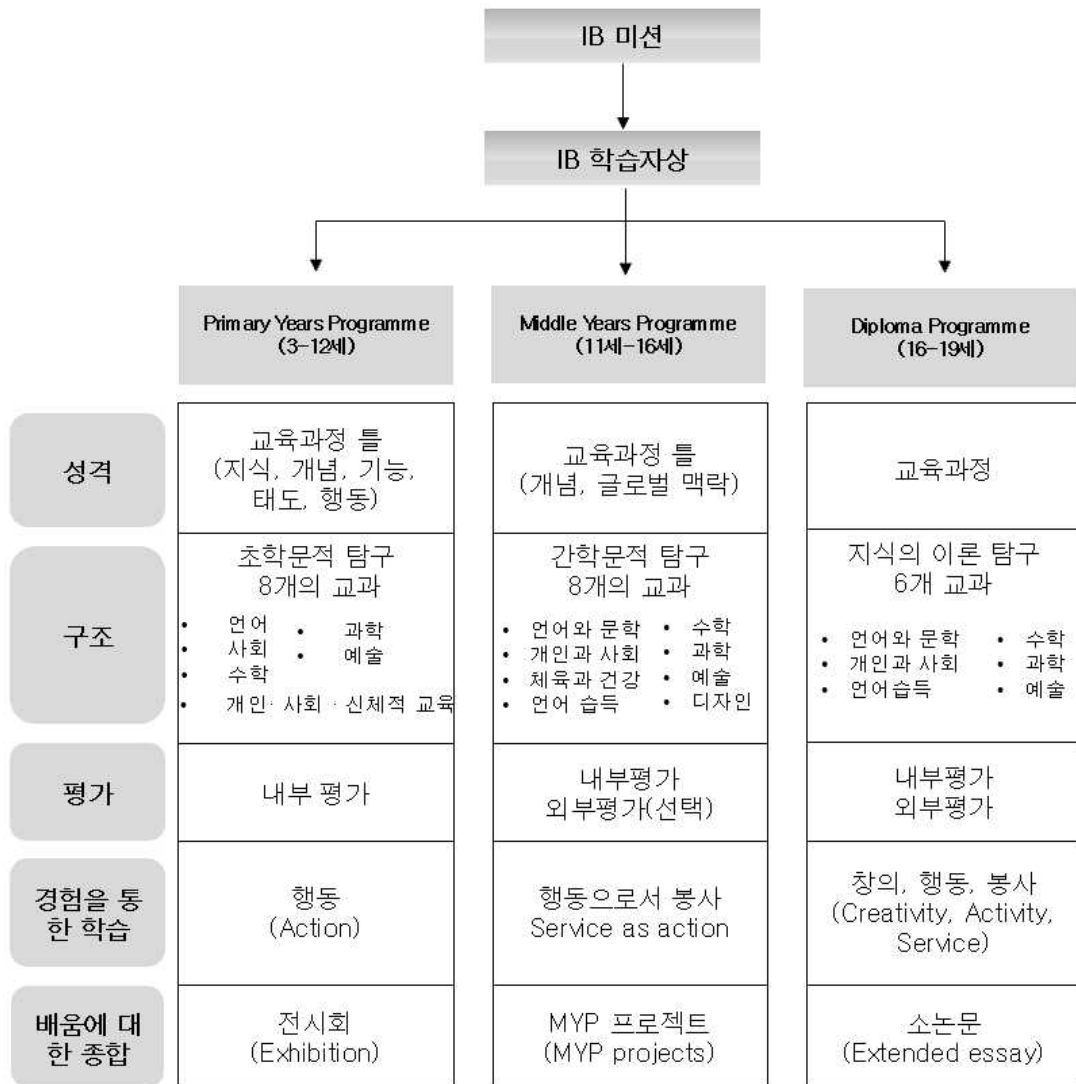 IB 미션
IB 학습자상
Primary Years Programme
(3-12세)
Middle Years Programme
(11세-16세)
Diploma Programme
(16-19세)
성격
교육과정 틀
(지식, 개념, 기능,
태도, 행동)
교육과정 틀
(개념, 글로벌 맥락)
교육과정
구조
초학문적 탐구
8개의 교과
• 언어
• 사회
• 수학
• 과학
• 예술
• 개인· 사회 · 신체적 교육
간학문적 탐구
8개의 교과
• 언어와 문학
• 개인과 사회
• 체육과 건강
• 언어 습득
• 수학
• 과학
• 예술
• 디자인
지식의 이론 탐구
6개 교과
• 언어와 문학
• 개인과 사회
• 언어습득
• 수학
• 과학
• 예술
평가
내부 평가
내부평가
외부평가(선택)
내부평가
외부평가
경험을 통
한 학습
행동
(Action)
행동으로서 봉사
Service as action
창의, 행동, 봉사
(Creativity, Activity,
Service)
배움에 대
한 종합
전시회
(Exhibition)
MYP 프로젝트
(MYP projects)
소논문
(Extended essay)